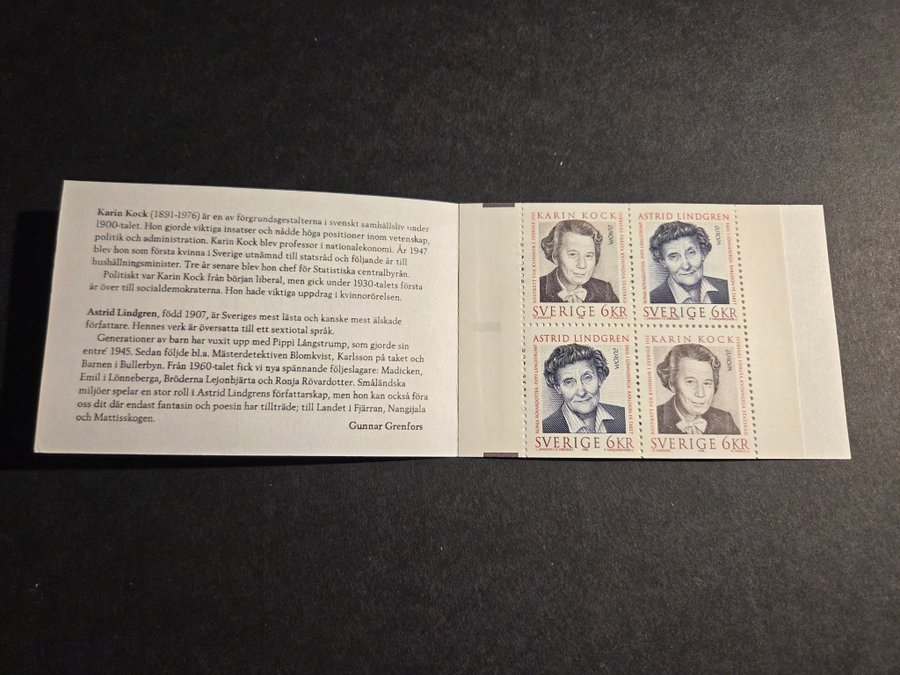 Karin Kock (1891-1976) är en av förgrundsgestalterna i svenskt samhällsliv under
1900-talet. Hon gjorde viktiga insatser och nådde höga positioner inom vetenskap,
politik och administration. Karin Kock blev professor i nationalekonomi. År 1947
blev hon som första kvinna i Sverige utnämnd till statsråd och följande år till
hushållningsminister. Tre år senare blev hon chef för Statistiska centralbyrån.
Politiskt var Karin Kock från början liberal, men gick under 1930-talets första
år över till socialdemokraterna. Hon hade viktiga uppdrag i kvinnorörelsen.
Astrid Lindgren, född 1907, är Sveriges mest lästa och kanske mest älskade
författare. Hennes verk är översatta till ett sextiotal språk.
Generationer av barn har vuxit upp med Pippi Långstrump, som gjorde sin
entré 1945. Sedan följde bl.a. Mästerdetektiven Blomkvist, Karlsson på taket och
Barnen i Bullerbyn. Från 1960-talet fick vi nya spännande följeslagare: Madicken,
Emil i Lönneberga, Bröderna Lejonhjärta och Ronja Rövardotter. Småländska
miljöer spelar en stor roll i Astrid Lindgrens författarskap, men hon kan också föra
oss dit där endast fantasin och poesin har tillträde; till Landet i Fjärran, Nangijala
och Mattisskogen.
Gunnar Grenfors
KARIN KOCK
EUROPA
SVERIGE 6KR
ASTRID LINDGREN
EUROPA
SVERIGE 6KR
ASTRID LINDGREN
EUROPA
SVERIGE 6KR
KARIN KOCK
EUROPA
SVERIGE 6KR